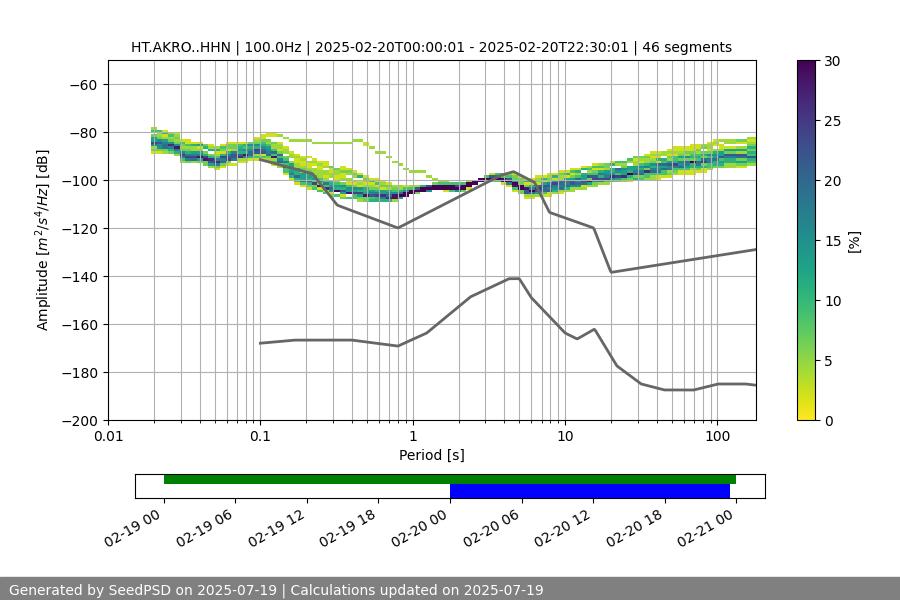 HT.AKRO..HHN | 100.0Hz | 2025-02-20T00:00:01 - 2025-02-20T22:30:01 | 46 segments
Amplitude [m²/s⁴/Hz] [dB]
−60
−80
−100
−120
−140
−160
−180
−200
0.01 0.1 1 10 100
Period [s]
30
25
20
15
10
5
0
[%]
02-19 00 02-19 06 02-19 12 02-19 18 02-20 00 02-20 06 02-20 12 02-20 18 02-21 00
Generated by SeedPSD on 2025-07-19 | Calculations updated on 2025-07-19